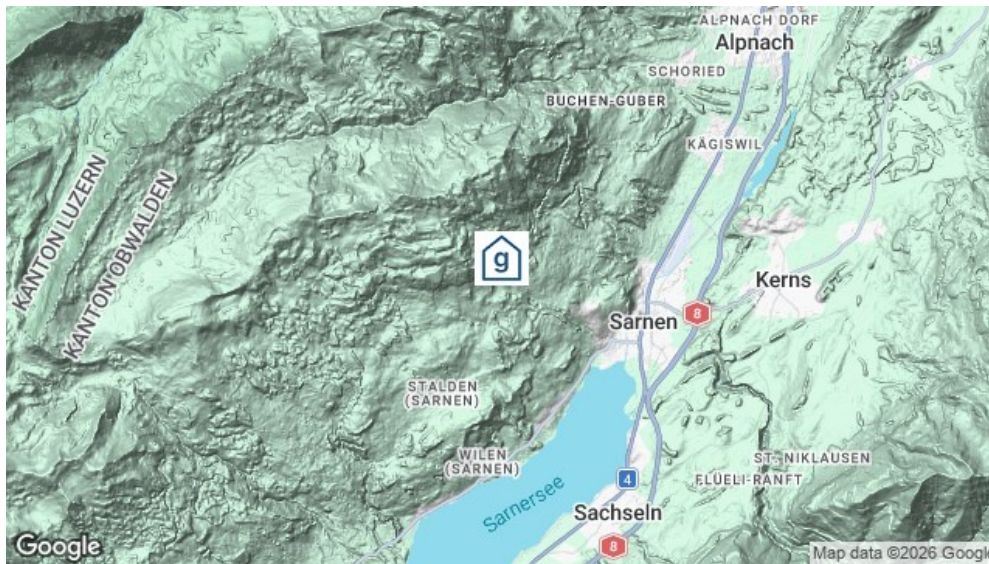 ALPNACH DORF
Alpnach
SCHORIED
BUCHEN-GUBER
KÄGISWIL
KANTON LUZERN
KANTON OBWALDEN
g
Kerns
8
Sarnen
STALDEN
(SARNEN)
WILEN
(SARNEN)
ST. NIKLAUSEN
FLÜELI-RANFT
4
Sarnersee
Sachseln
8
Google
Map data ©2026 Google